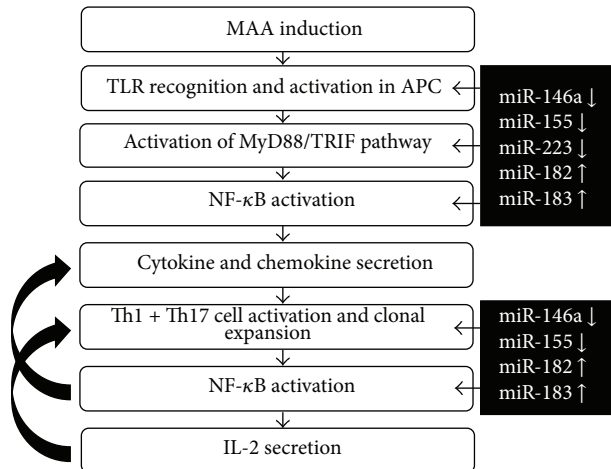 MAA induction
TLR recognition and activation in APC
Activation of MyD88/TRIF pathway
NF-κB activation
miR-146a ↓
miR-155 ↓
miR-223 ↓
miR-182 ↑
miR-183 ↑
Cytokine and chemokine secretion
Th1 + Th17 cell activation and clonal
expansion
NF-κB activation
IL-2 secretion
miR-146a ↓
miR-155 ↓
miR-182 ↑
miR-183 ↑